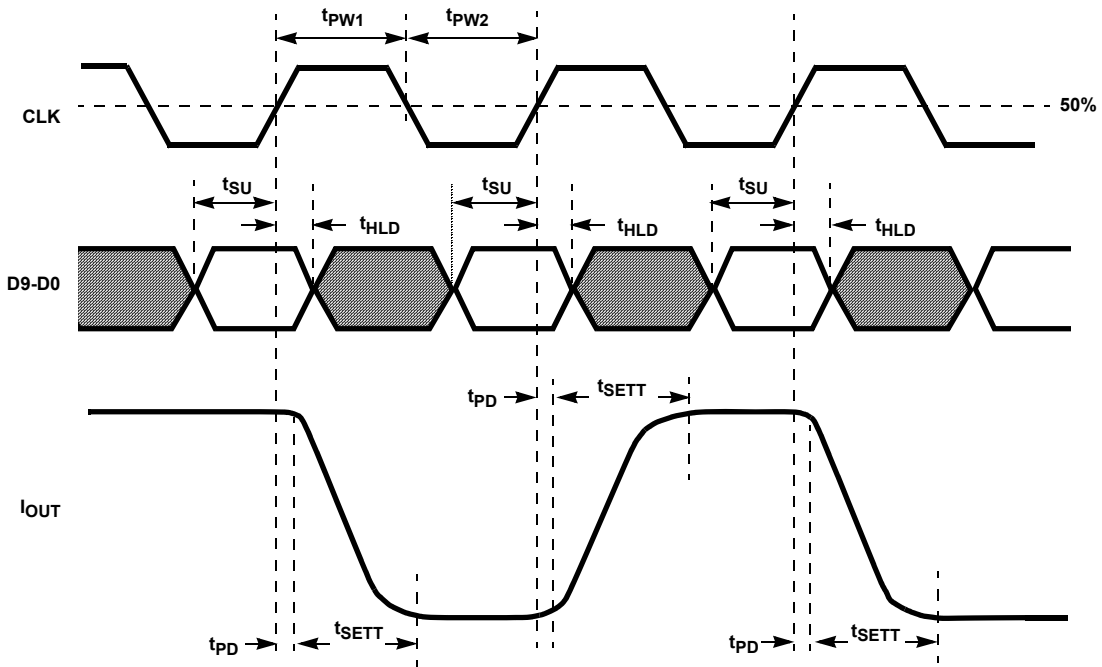 tPW1 tPW2
CLK
50%
tSU tSU tSU
tHLD tHLD tHLD
D9-D0
tPD tSETT
IOUT
tPD tSETT tPD tSETT